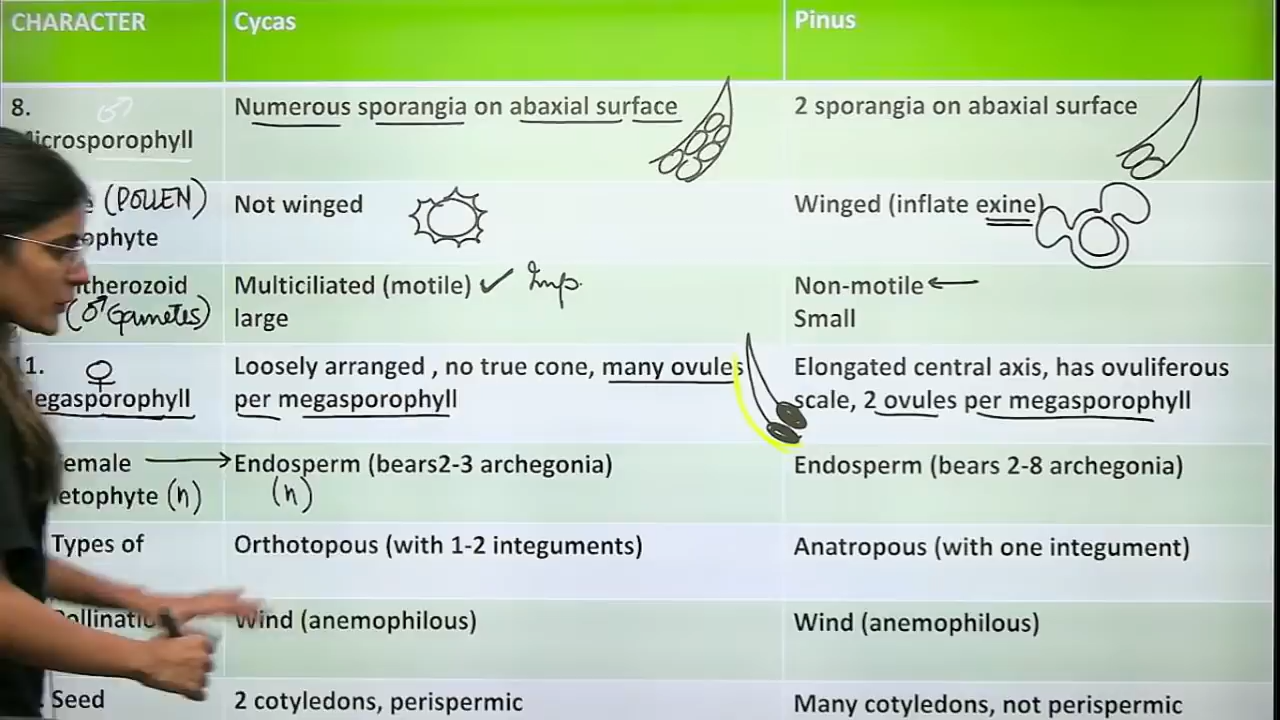 CHARACTER Cycas Pinus
8. ♂ Numerous sporangia on abaxial surface 2 sporangia on abaxial surface
icrosporophyll
(POLLEN) Not winged Winged (inflate exine)
ophyte
therozoid Multiciliated (motile) ✓ Imp. Non-motile ←
(♂ Gametes) large Small
1. ♀ Loosely arranged , no true cone, many ovules Elongated central axis, has ovuliferous
egasporophyll per megasporophyll scale, 2 ovules per megasporophyll
emale → Endosperm (bears2-3 archegonia) Endosperm (bears 2-8 archegonia)
etophyte (n) (n)
Types of Orthotopous (with 1-2 integuments) Anatropous (with one integument)
ollinatio Wind (anemophilous) Wind (anemophilous)
Seed 2 cotyledons, perispermic Many cotyledons, not perispermic